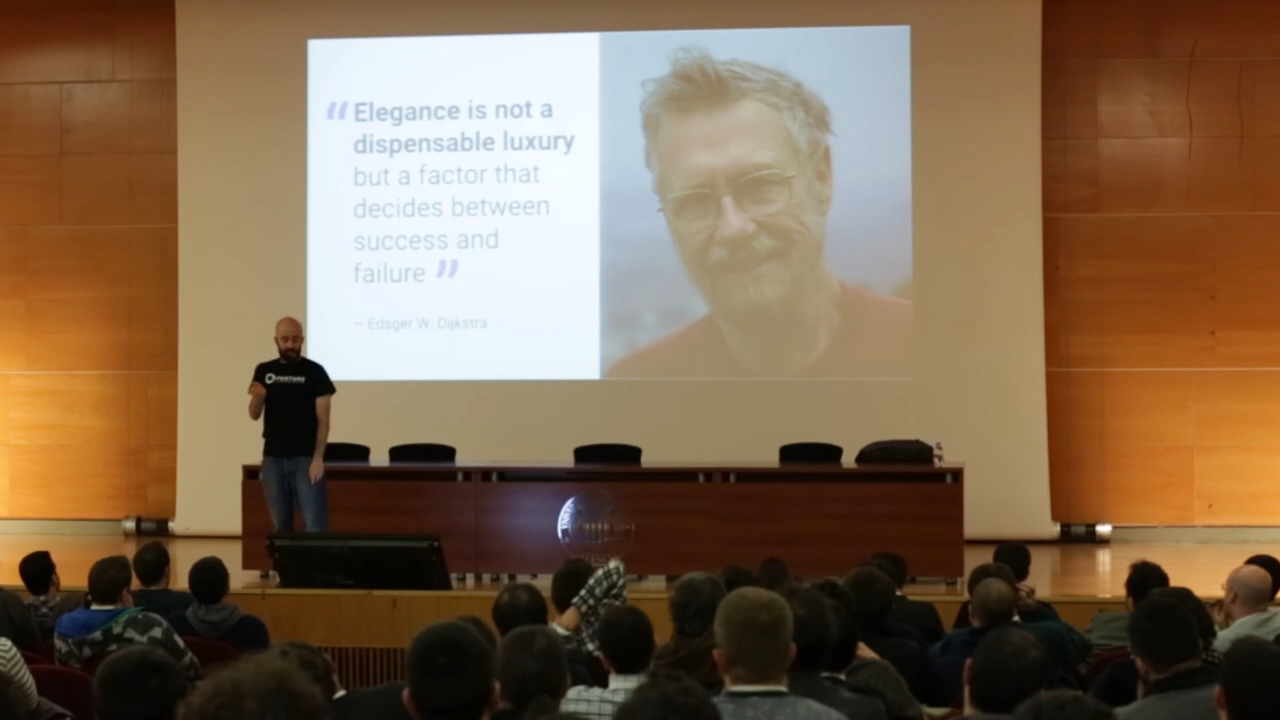 “Elegance is not a
dispensable luxury
but a factor that
decides between
success and
failure”
— Edsger W. Dijkstra